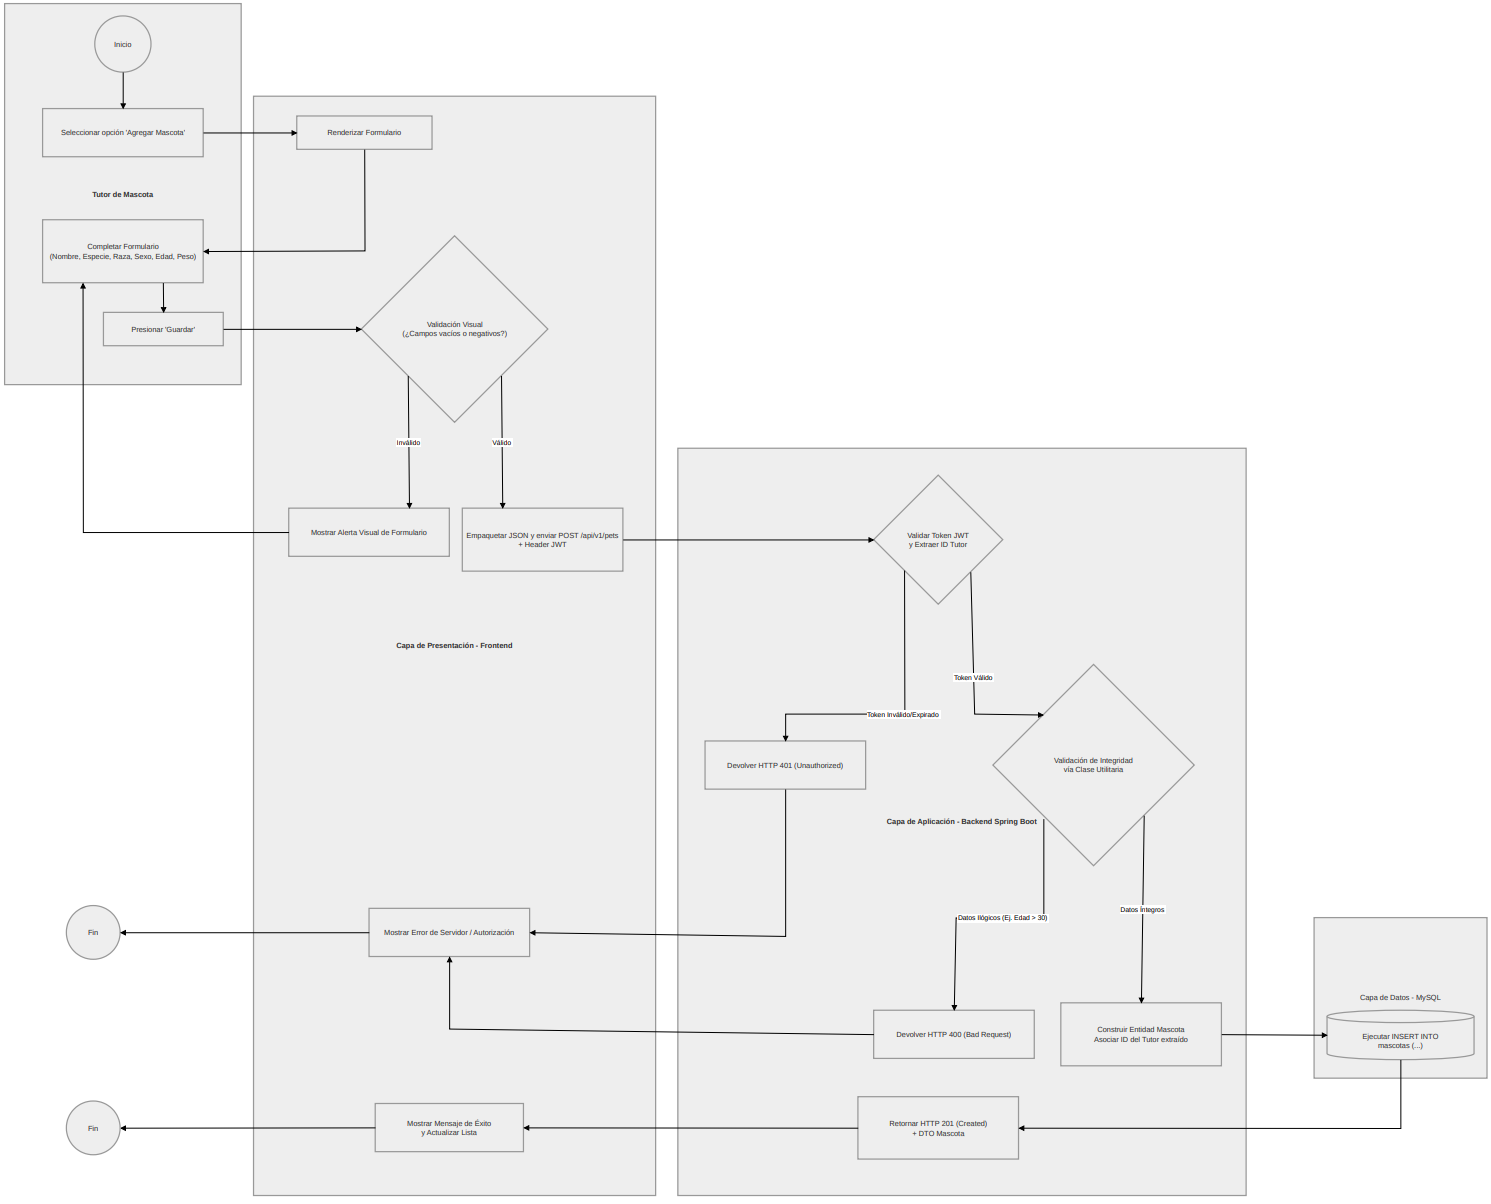 Inicio
Seleccionar opción 'Agregar Mascota'
Tutor de Mascota
Completar Formulario
(Nombre, Especie, Raza, Sexo, Edad, Peso)
Presionar 'Guardar'
Renderizar Formulario
Validación Visual
(¿Campos vacíos o negativos?)
Inválido
Válido
Mostrar Alerta Visual de Formulario
Empaquetar JSON y enviar POST /api/v1/pets
+ Header JWT
Capa de Presentación - Frontend
Validar Token JWT
y Extraer ID Tutor
Token Válido
Token Inválido/Expirado
Devolver HTTP 401 (Unauthorized)
Validación de Integridad
vía Clase Utilitaria
Capa de Aplicación - Backend Spring Boot
Datos Ilógicos (Ej. Edad > 30)
Datos Íntegros
Fin
Mostrar Error de Servidor / Autorización
Devolver HTTP 400 (Bad Request)
Construir Entidad Mascota
Asociar ID del Tutor extraído
Capa de Datos - MySQL
Ejecutar INSERT INTO
mascotas (...)
Fin
Mostrar Mensaje de Éxito
y Actualizar Lista
Retornar HTTP 201 (Created)
+ DTO Mascota